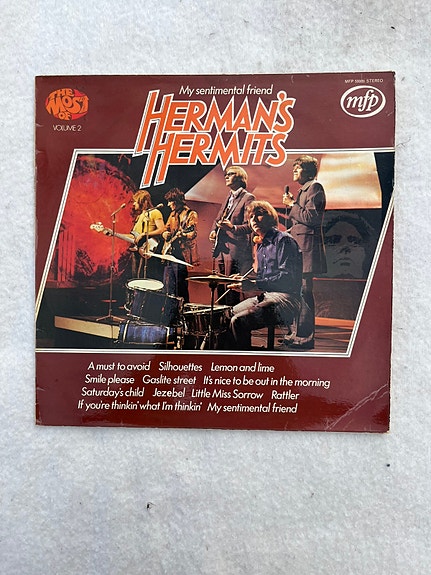 THE MOST OF
VOLUME 2
My sentimental friend
HERMAN'S
HERMITS
MFP 50008 STEREO
mfp
A must to avoid Silhouettes Lemon and lime
Smile please Gaslite street It's nice to be out in the morning
Saturday's child Jezebel Little Miss Sorrow Rattler
If you're thinkin' what I'm thinkin' My sentimental friend